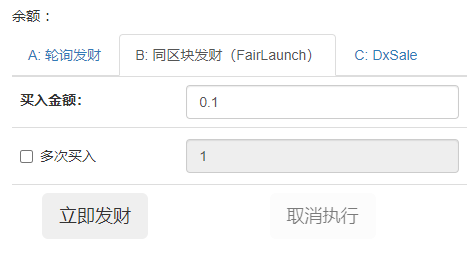 余额：
A: 轮询发财 B: 同区块发财（FairLaunch） C: DxSale
买入金额： 0.1
多次买入 1
立即发财 取消执行